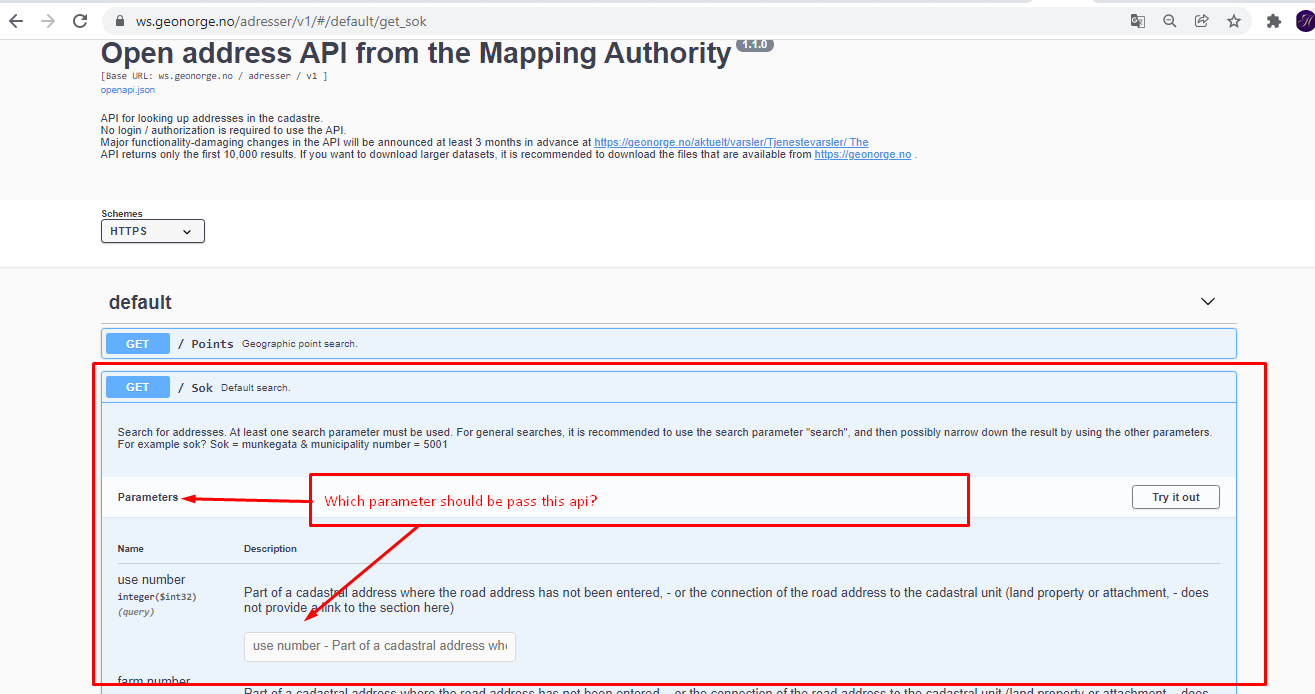 ws.geonorge.no/adresser/v1/#/default/get_sok
Open address API from the Mapping Authority 1.1.0
[Base URL: ws.geonorge.no / adresser / v1 ]
openapi.json
API for looking up addresses in the cadastre.
No login / authorization is required to use the API.
Major functionality-damaging changes in the API will be announced at least 3 months in advance at https://geonorge.no/aktuelt/varsler/Tjenestevarsler/ The
API returns only the first 10,000 results. If you want to download larger datasets, it is recommended to download the files that are available from https://geonorge.no .
Schemes
HTTPS
default
GET / Points Geographic point search.
GET / Sok Default search.
Search for addresses. At least one search parameter must be used. For general searches, it is recommended to use the search parameter "search", and then possibly narrow down the result by using the other parameters.
For example sok? Sok = munkegata & municipality number = 5001
Which parameter should be pass this api?
Parameters
Try it out
Name Description
use number
integer($int32)
(query)
Part of a cadastral address where the road address has not been entered, - or the connection of the road address to the cadastral unit (land property or attachment, - does
not provide a link to the section here)
use number - Part of a cadastral address whe
farm number
Part of a cadastral address where the road address has not been entered, - or the connection of the road address to the cadastral unit (land property or attachment, - does